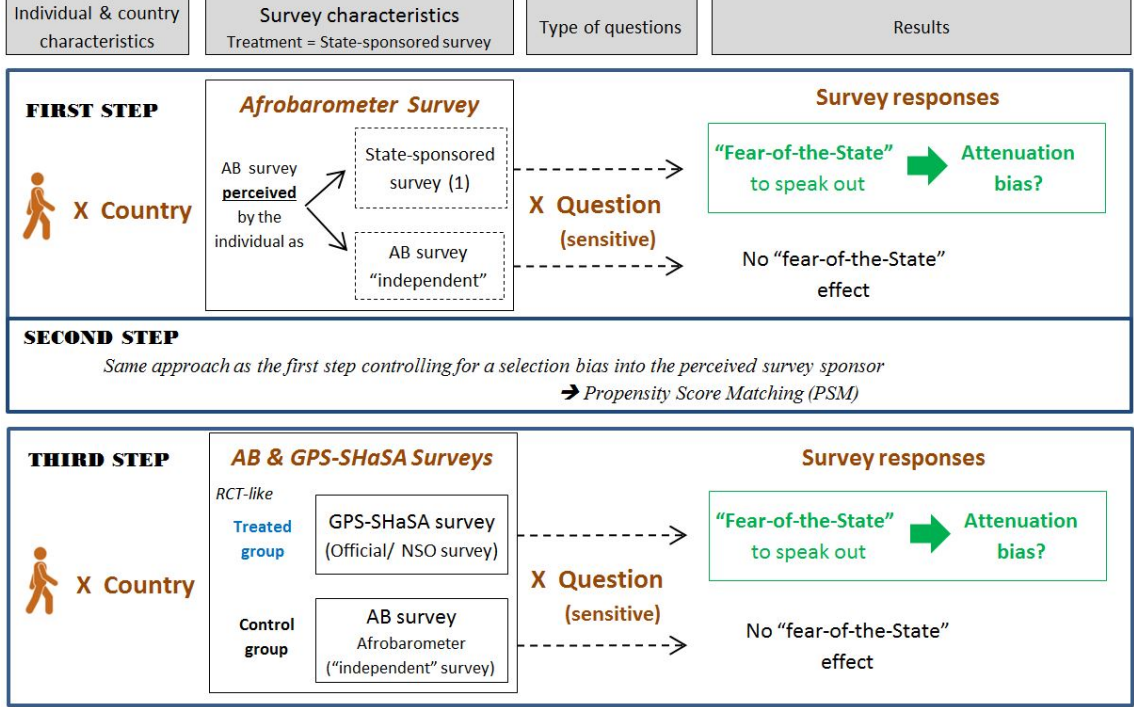 Individual & country
characteristics
Survey characteristics
Treatment = State-sponsored survey
Type of questions
Results
FIRST STEP
X Country
Afrobarometer Survey
AB survey
perceived
by the
individual as
State-sponsored
survey (1)
AB survey
“independent”
X Question
(sensitive)
Survey responses
“Fear-of-the-State”
to speak out
Attenuation
bias?
No “fear-of-the-State”
effect
SECOND STEP
Same approach as the first step controlling for a selection bias into the perceived survey sponsor
➔ Propensity Score Matching (PSM)
THIRD STEP
X Country
AB & GPS-SHaSA Surveys
RCT-like
Treated
group
GPS-SHaSA survey
(Official/ NSO survey)
Control
group
AB survey
Afrobarometer
(“independent” survey)
X Question
(sensitive)
Survey responses
“Fear-of-the-State”
to speak out
Attenuation
bias?
No “fear-of-the-State”
effect